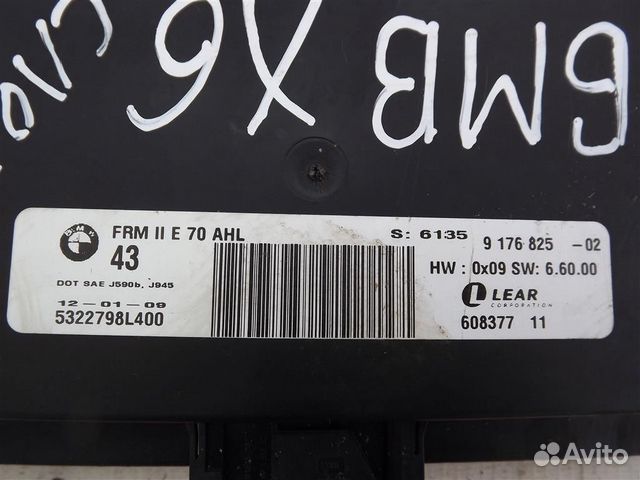 БМВ X6
FRM II E 70 AHL
S: 6135
9 176 825 -02
43
HW : 0x09 SW: 6.60.00
DOT SAE J590b, J945
LEAR
CORPORATION
12-01-09
5322798L400
608377 11
BMW
Avito